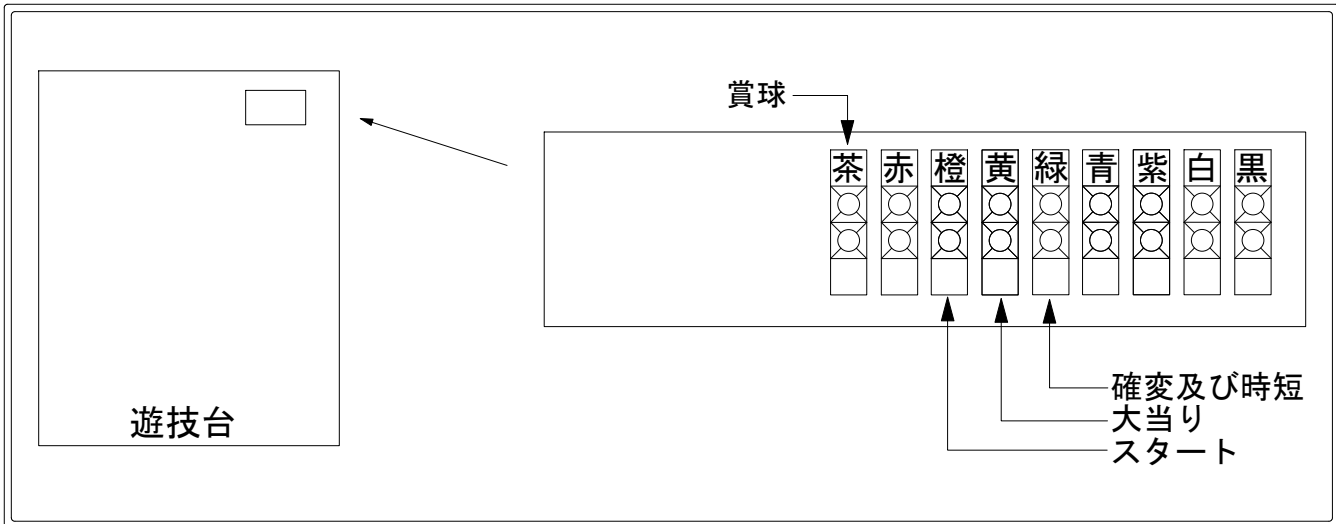 賞球
茶 赤 橙 黄 緑 青 紫 白 黒
確変及び時短
大当り
スタート
遊技台